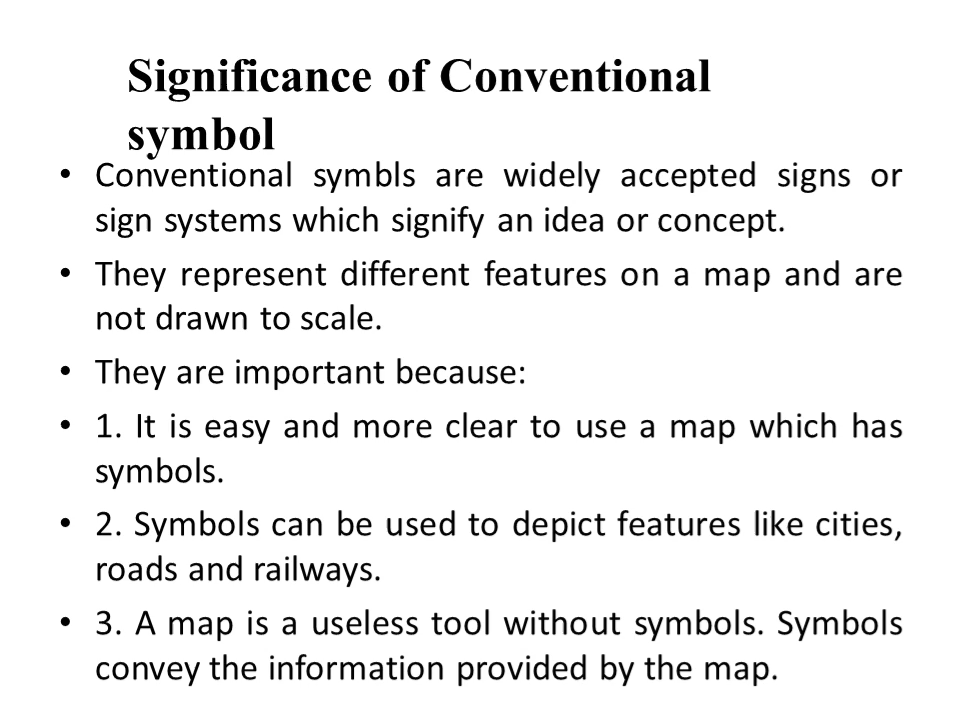 Significance of Conventional
symbol
• Conventional symbls are widely accepted signs or
sign systems which signify an idea or concept.
• They represent different features on a map and are
not drawn to scale.
• They are important because:
• 1. It is easy and more clear to use a map which has
symbols.
• 2. Symbols can be used to depict features like cities,
roads and railways.
• 3. A map is a useless tool without symbols. Symbols
convey the information provided by the map.